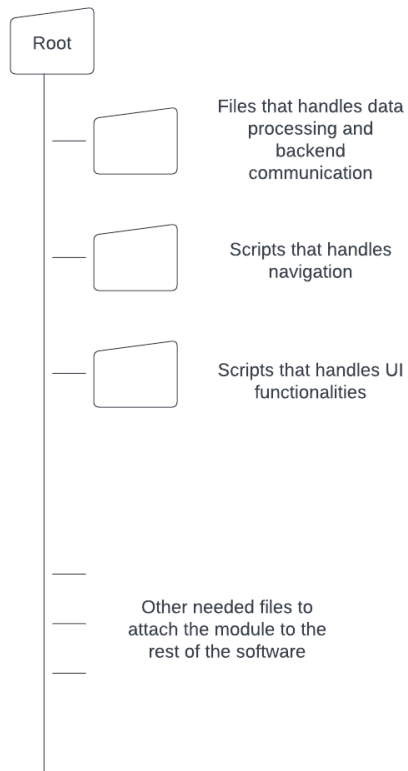 Root
Files that handles data
processing and
backend
communication
Scripts that handles
navigation
Scripts that handles UI
functionalities
Other needed files to
attach the module to the
rest of the software